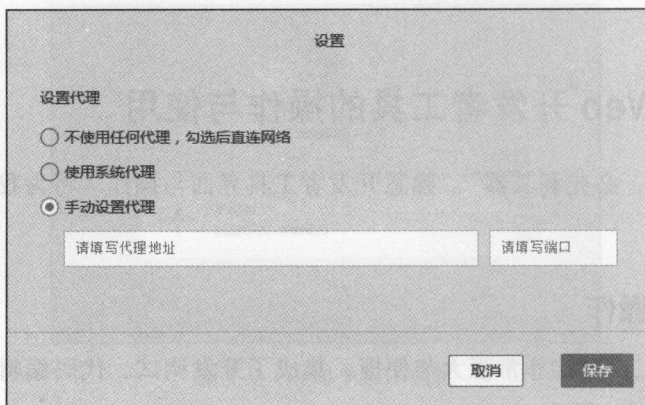 设置
设置代理
不使用任何代理，勾选后直连网络
使用系统代理
手动设置代理
请填写代理地址 请填写端口
取消 保存